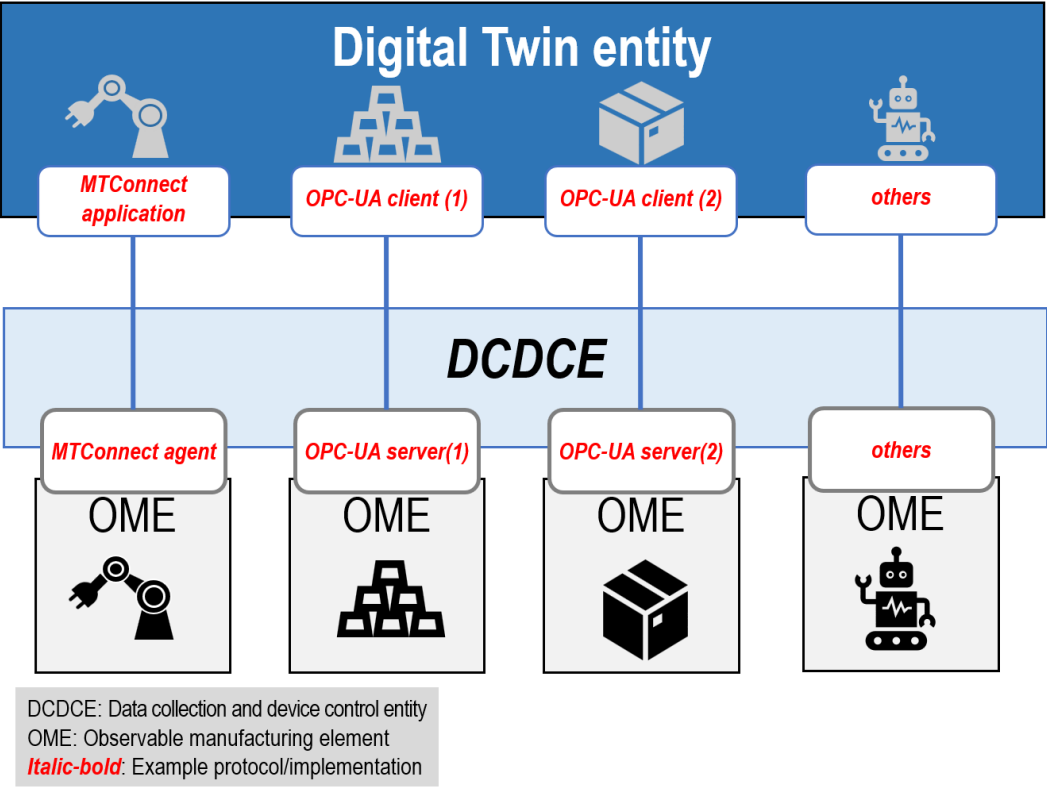 Digital Twin entity
MTConnect
application
OPC-UA client (1)
OPC-UA client (2)
others
DCDCE
MTConnect agent
OPC-UA server(1)
OPC-UA server(2)
others
OME
OME
OME
OME
DCDCE: Data collection and device control entity
OME: Observable manufacturing element
Italic-bold: Example protocol/implementation